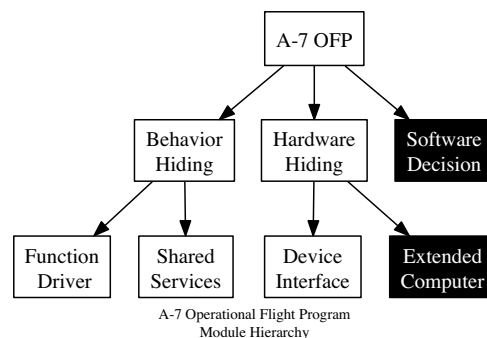 A-7 OFP
Behavior
Hiding
Hardware
Hiding
Software
Decision
Function
Driver
Shared
Services
Device
Interface
Extended
Computer
A-7 Operational Flight Program
Module Hierarchy